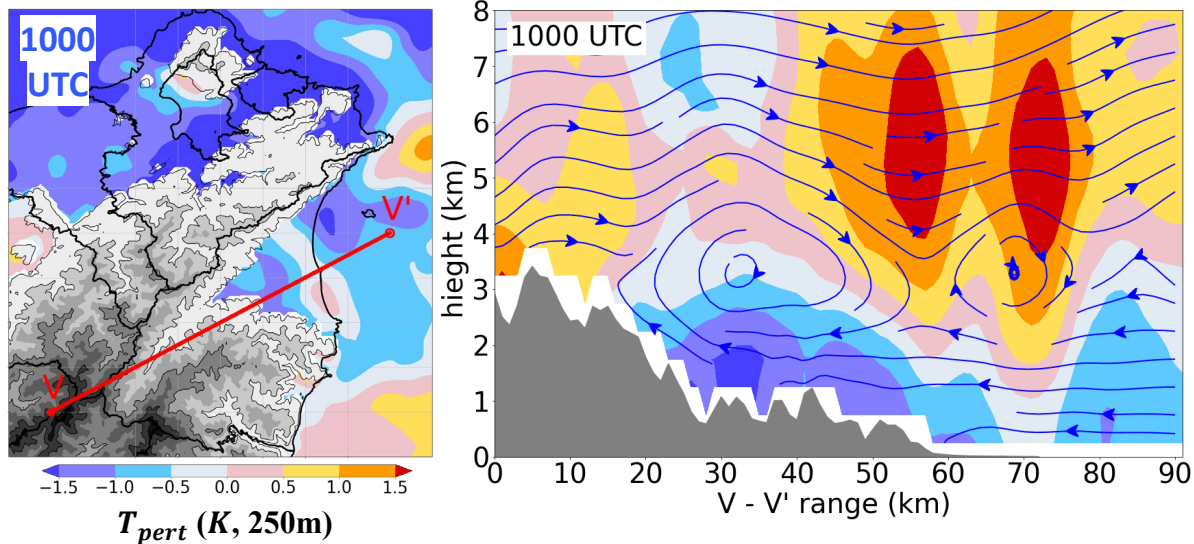 1000
UTC
V'
V
−1.5 −1.0 −0.5 0.0 0.5 1.0 1.5
T_pert (K, 250m)
1000 UTC
hieght (km)
8
7
6
5
4
3
2
1
0
0 10 20 30 40 50 60 70 80 90
V - V' range (km)